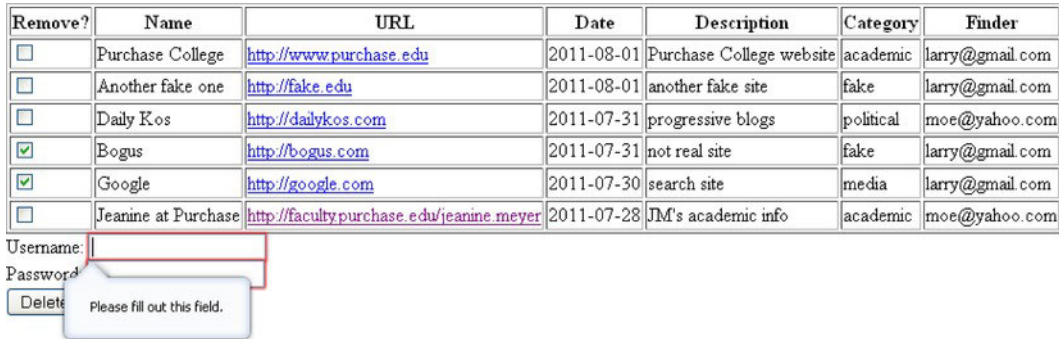 Remove? Name URL Date Description Category Finder
Purchase College http://www.purchase.edu 2011-08-01 Purchase College website academic larry@gmail.com
Another fake one http://fake.edu 2011-08-01 another fake site fake larry@gmail.com
Daily Kos http://dailykos.com 2011-07-31 progressive blogs political moe@yahoo.com
Bogus http://bogus.com 2011-07-31 not real site fake larry@gmail.com
Google http://google.com 2011-07-30 search site media larry@gmail.com
Jeanine at Purchase http://faculty.purchase.edu/jeanine.meyer 2011-07-28 JM's academic info academic moe@yahoo.com
Username:
Password
Delete
Please fill out this field.